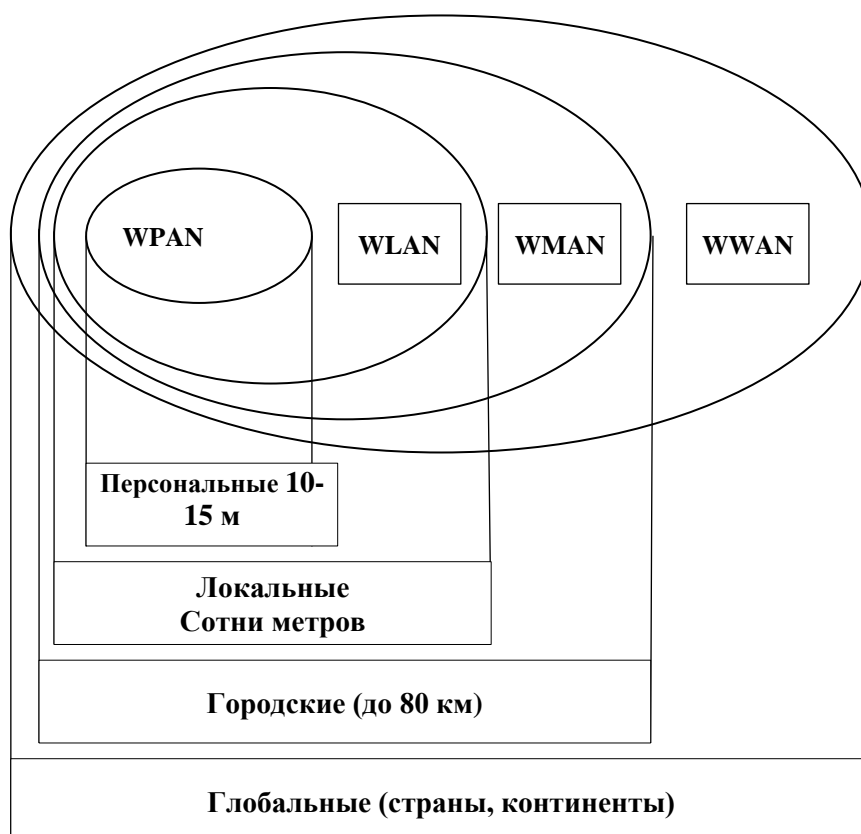 WPAN
WLAN
WMAN
WWAN
Персональные 10-
15 м
Локальные
Сотни метров
Городские (до 80 км)
Глобальные (страны, континенты)